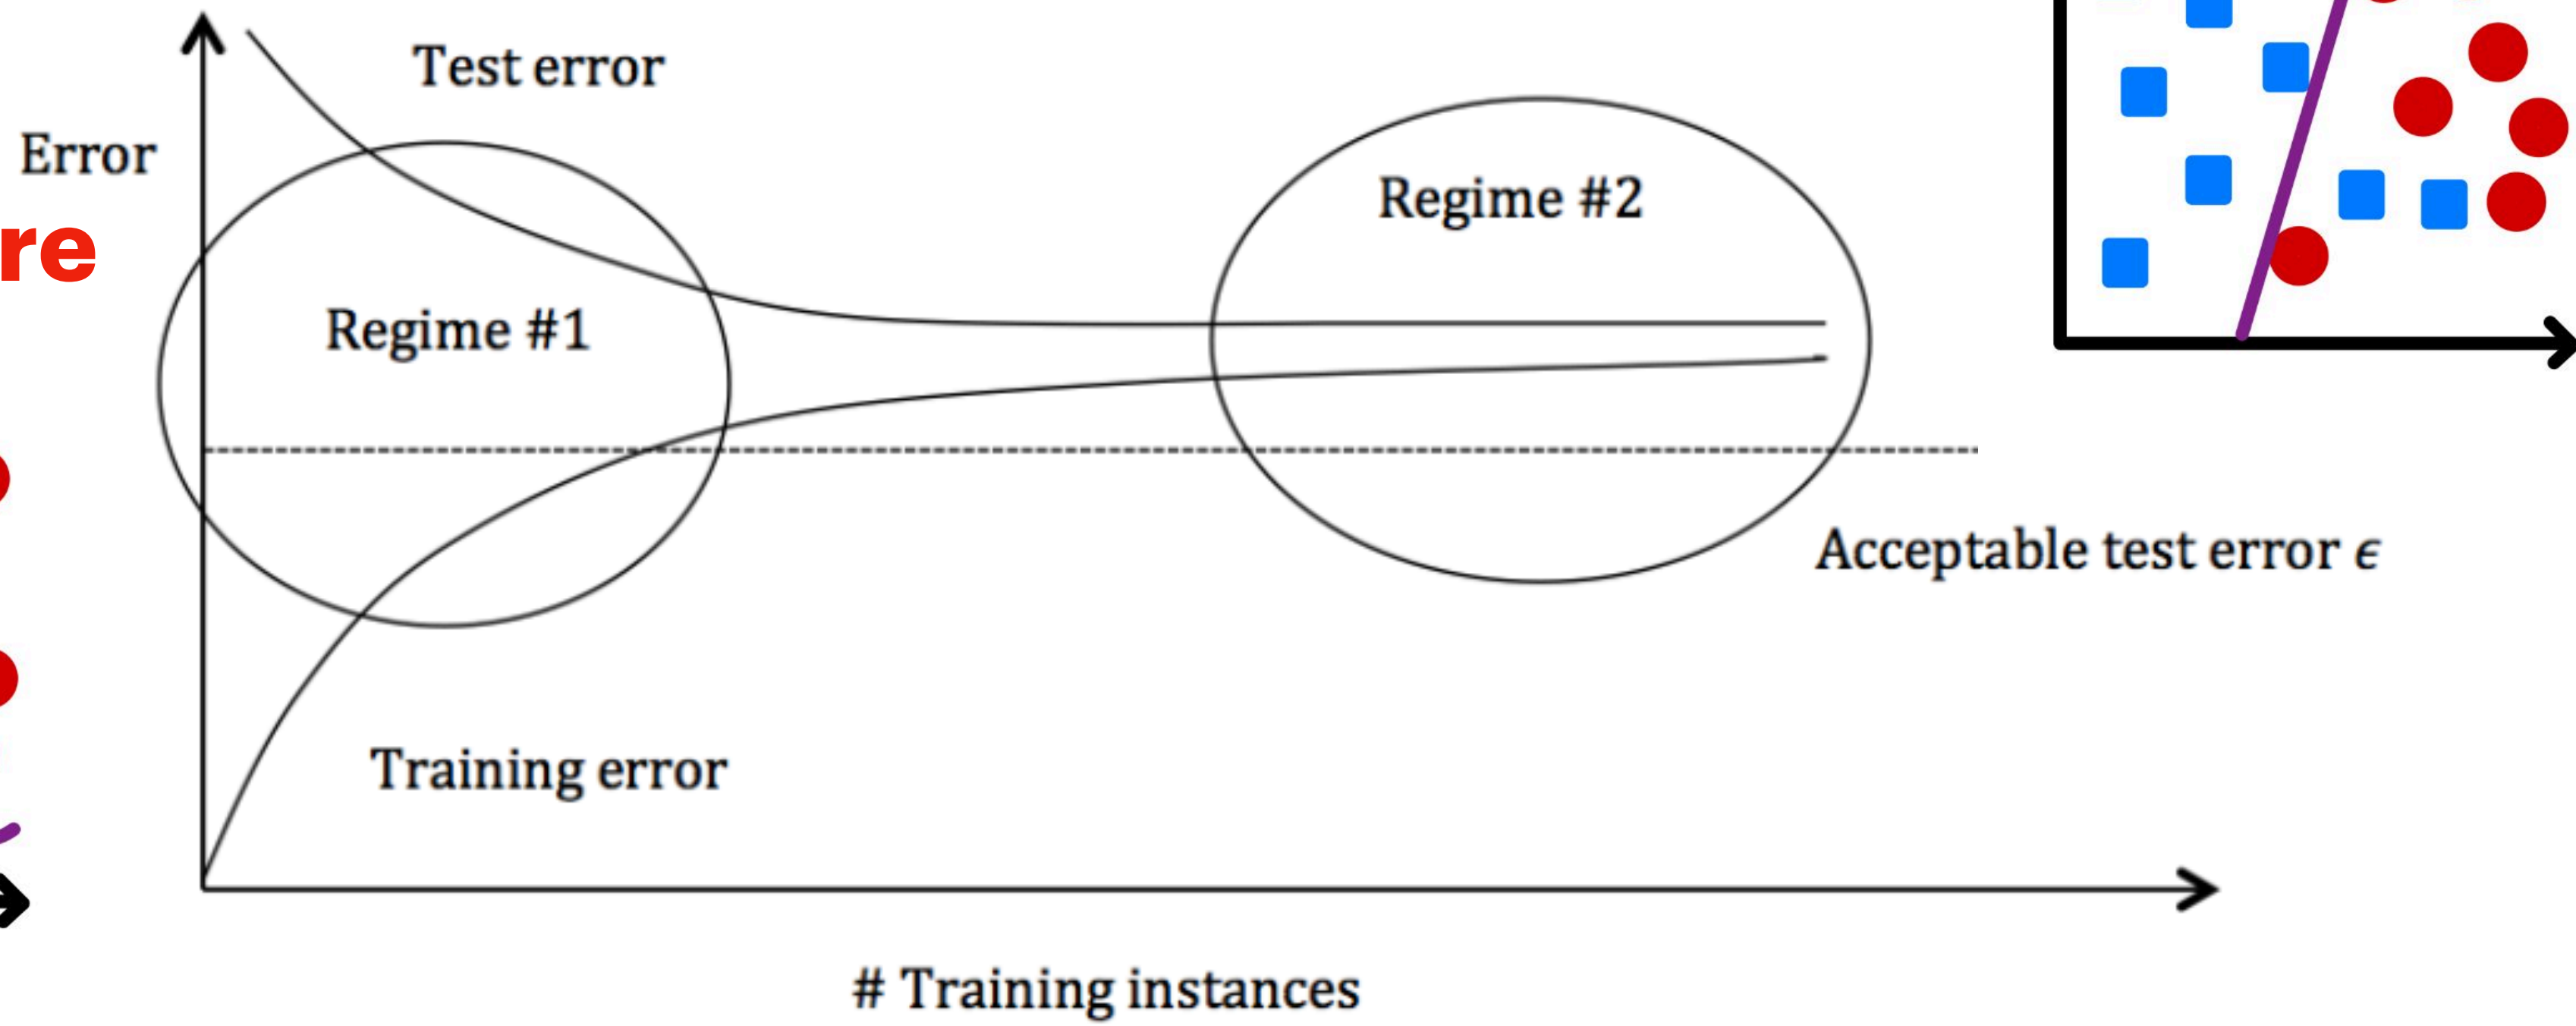 Test error
Error
re
Regime #2
Regime #1
Acceptable test error ϵ
Training error
# Training instances